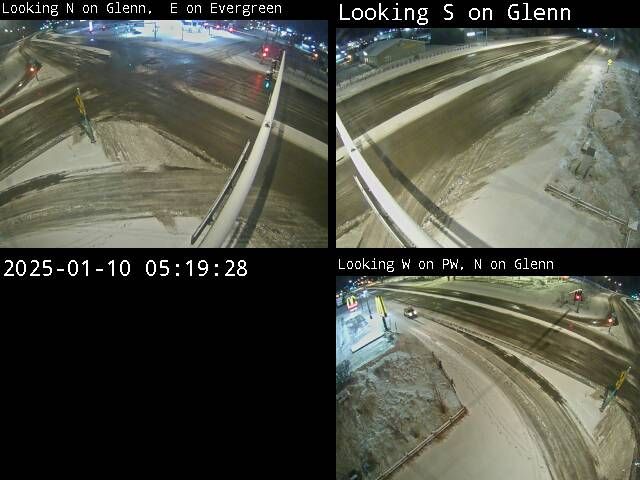 Looking N on Glenn,  E on Evergreen
Looking S on Glenn
2025-01-10 05:19:28
Looking W on PW, N on Glenn